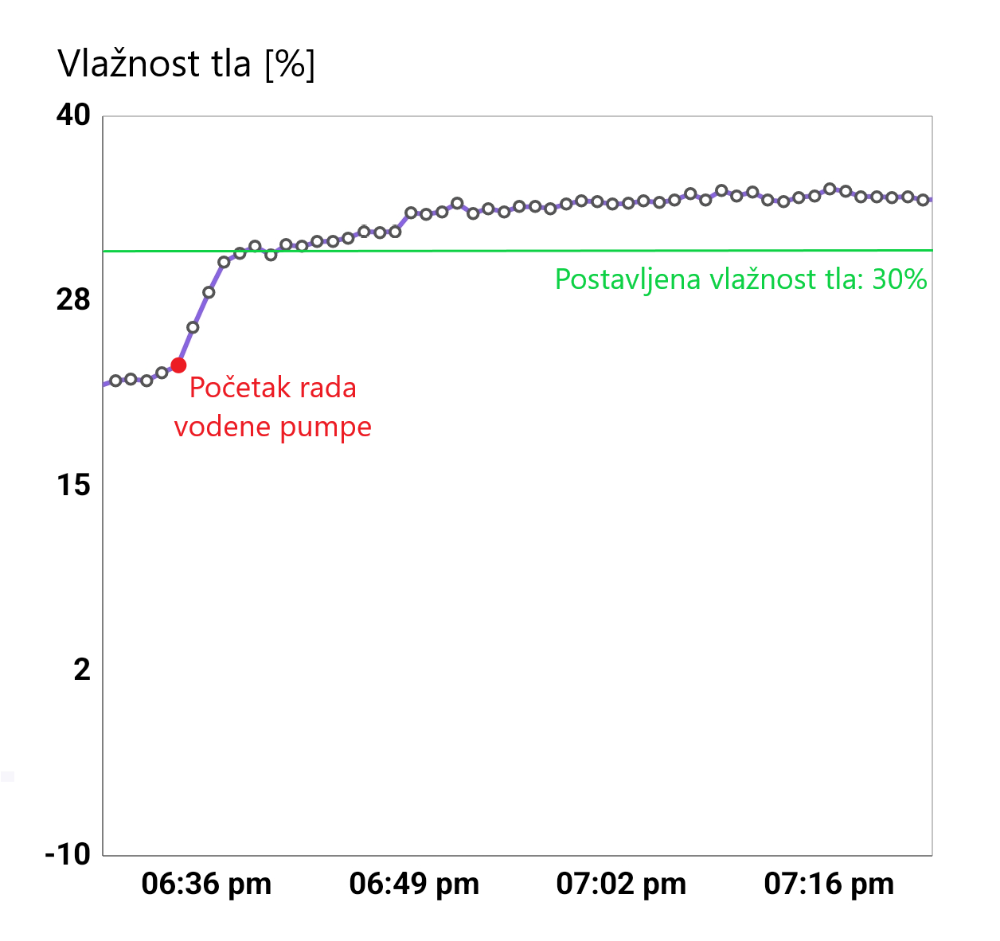 Vlažnost tla [%]
40
28
Postavljena vlažnost tla: 30%
Početak rada
vodene pumpe
15
2
-10
06:36 pm
06:49 pm
07:02 pm
07:16 pm